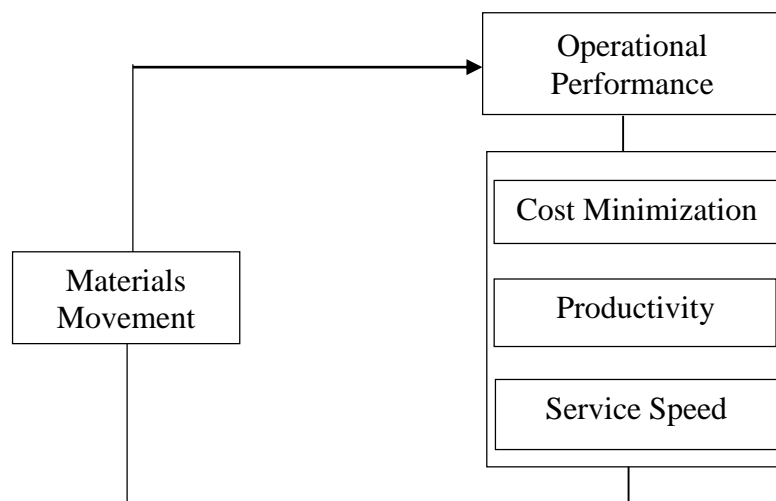 Operational
Performance
Cost Minimization
Materials
Movement
Productivity
Service Speed